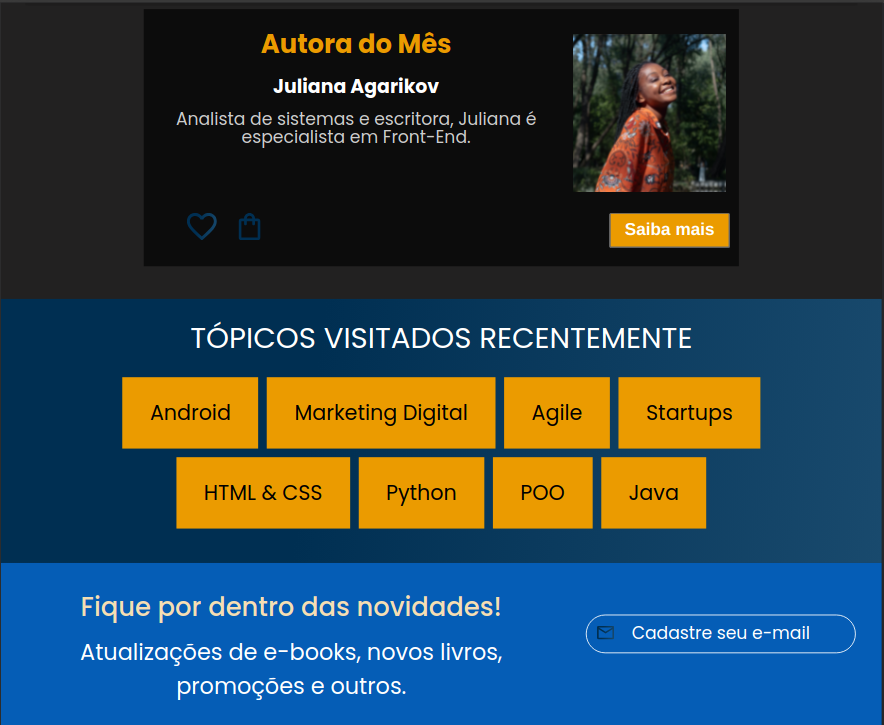 Autora do Mês
Juliana Agarikov
Analista de sistemas e escritora, Juliana é
especialista em Front-End.
Saiba mais
TÓPICOS VISITADOS RECENTEMENTE
Android
Marketing Digital
Agile
Startups
HTML & CSS
Python
POO
Java
Fique por dentro das novidades!
Atualizações de e-books, novos livros,
promoções e outros.
Cadastre seu e-mail